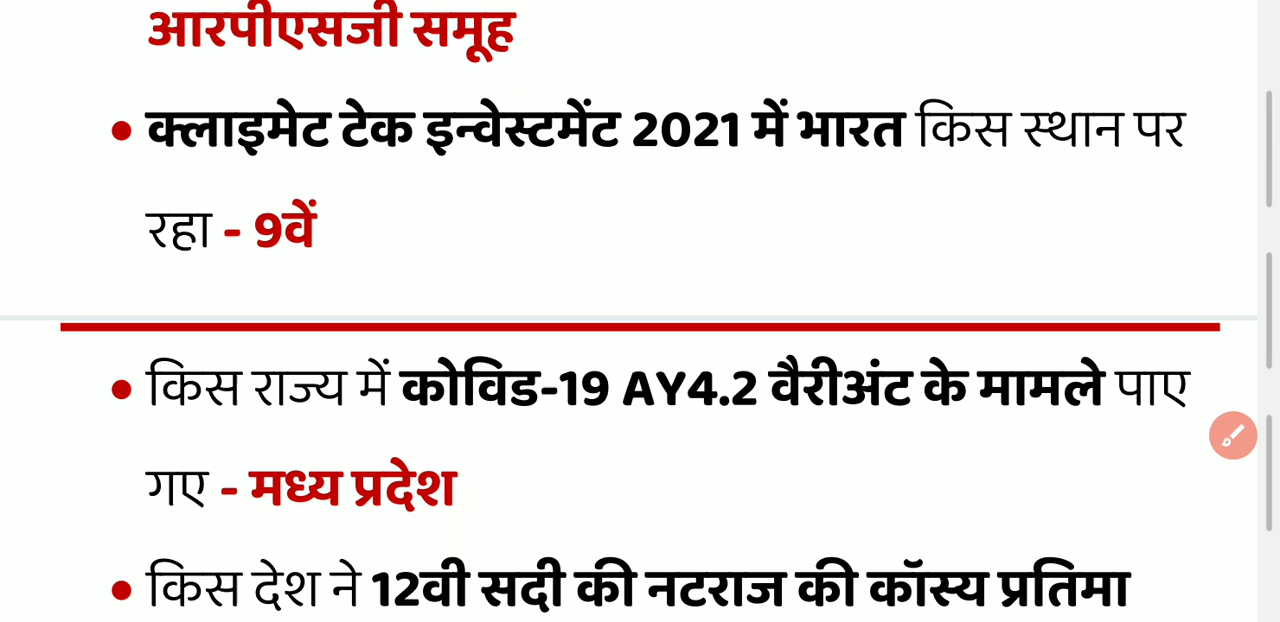 आरपीएसजी समूह
• क्लाइमेट टेक इन्वेस्टमेंट 2021 में भारत किस स्थान पर
रहा - 9वें
• किस राज्य में कोविड-19 AY4.2 वैरीअंट के मामले पाए
गए - मध्य प्रदेश
• किस देश ने 12वी सदी की नटराज की कॉस्य प्रतिमा